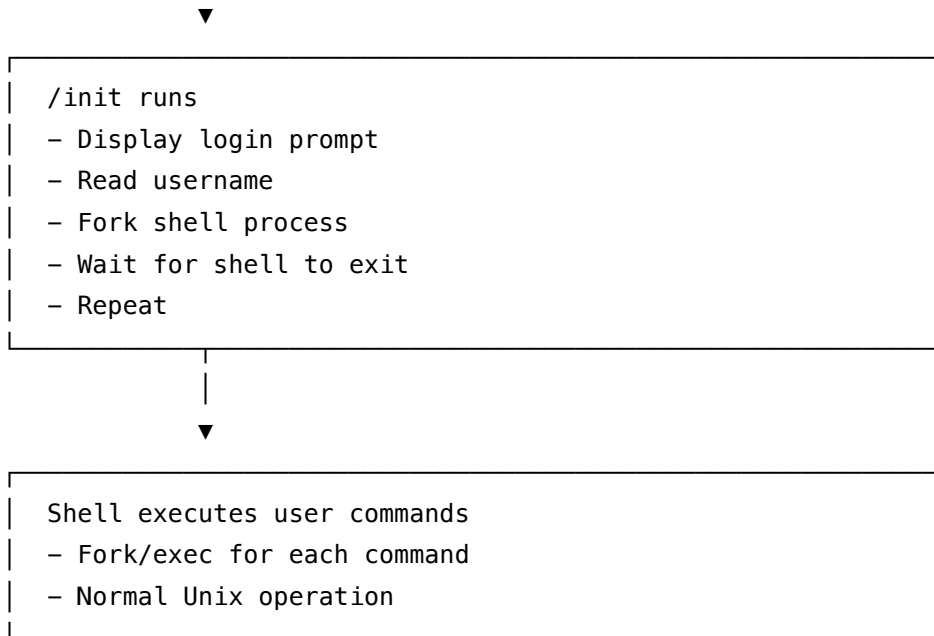 /init runs
– Display login prompt
– Read username
– Fork shell process
– Wait for shell to exit
– Repeat
Shell executes user commands
– Fork/exec for each command
– Normal Unix operation